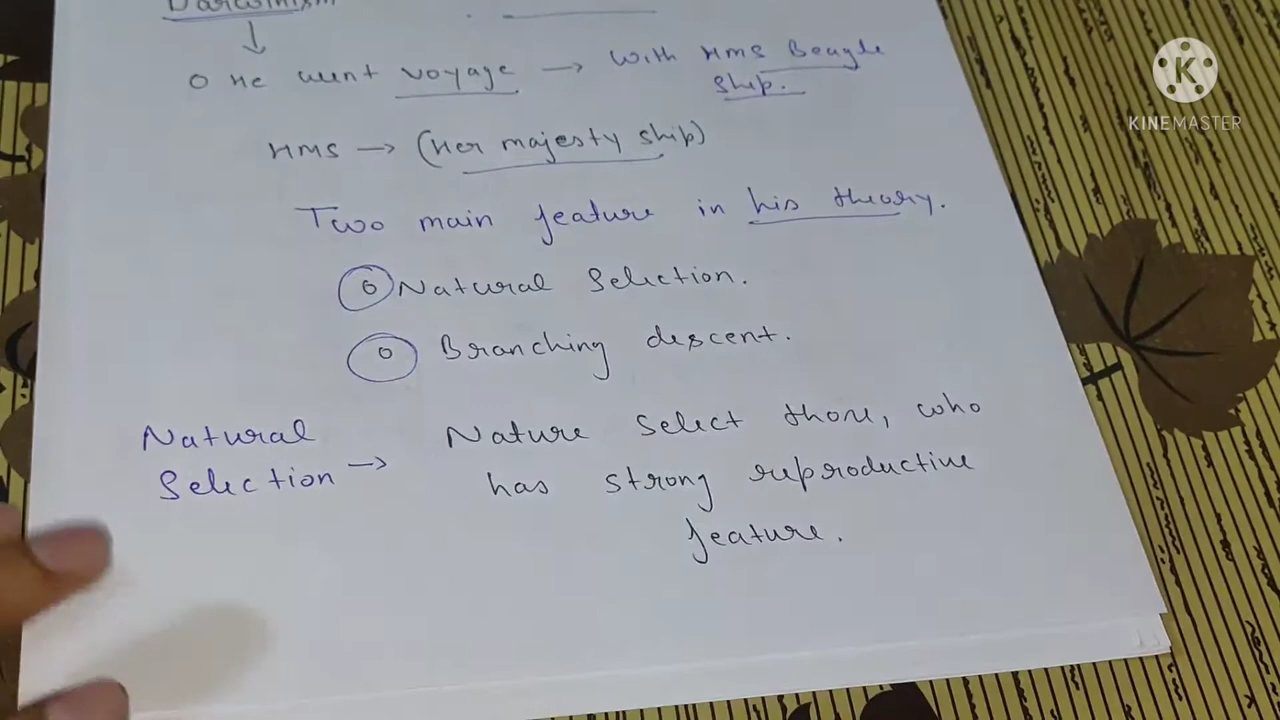 Darwinism
He went voyage → with HMS Beagle
ship.
HMS → (Her majesty ship)
Two main feature in his theory.
Natural Selection.
Branching descent.
Natural
Selection →
Nature select those, who
has strong reproductive
feature.
KINEMASTER